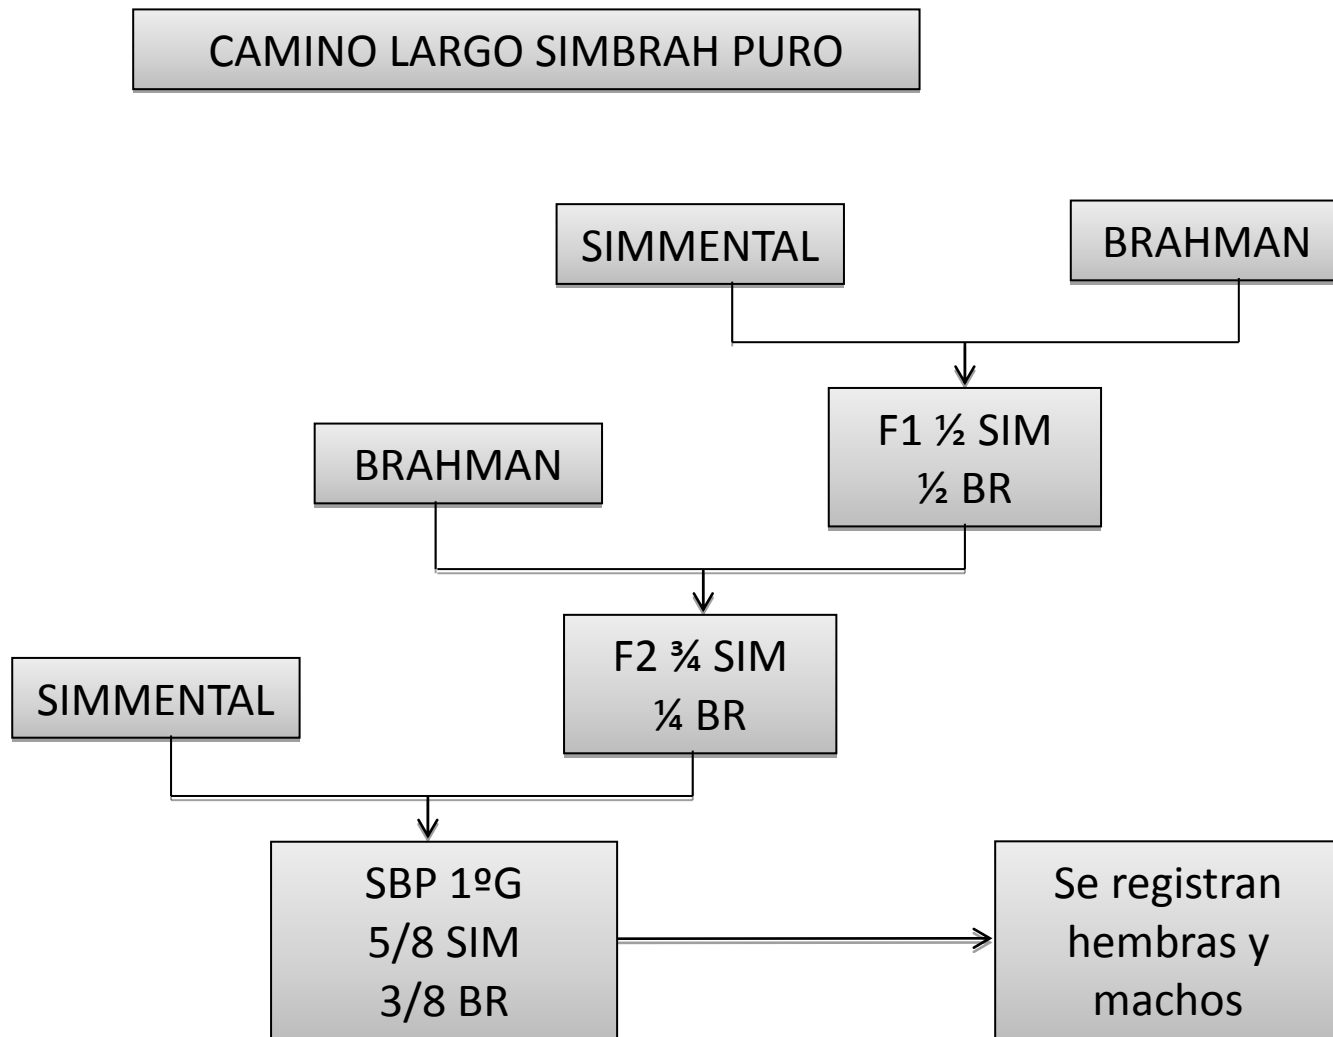 CAMINO LARGO SIMBRAH PURO
SIMMENTAL
BRAHMAN
F1 ½ SIM
½ BR
BRAHMAN
F2 ¾ SIM
¼ BR
SIMMENTAL
SBP 1ºG
5/8 SIM
3/8 BR
Se registran
hembras y
machos